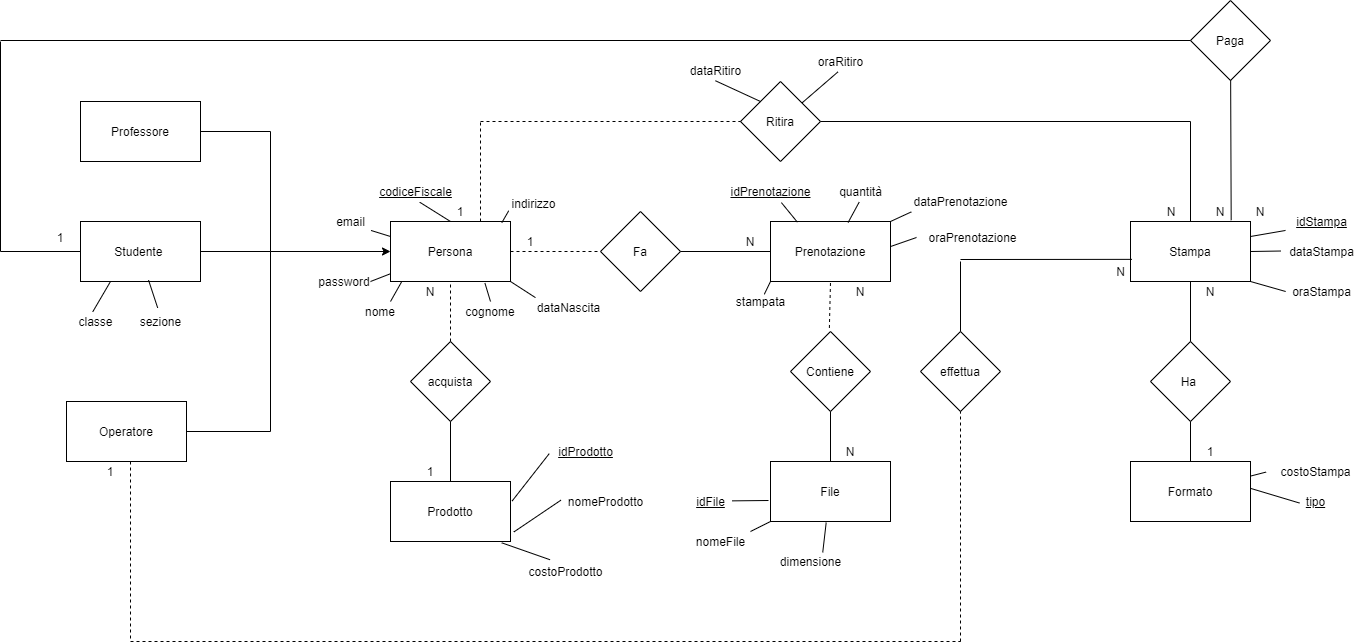 Paga
oraRitiro
dataRitiro
Ritira
Professore
codiceFiscale
idPrenotazione
quantità
dataPrenotazione
indirizzo
1
N
N
N
email
idStampa
1
1
N
oraPrenotazione
Studente
Persona
Fa
Prenotazione
Stampa
dataStampa
N
password
N
N
N
oraStampa
stampata
nome
cognome
dataNascita
classe
sezione
acquista
Contiene
effettua
Ha
Operatore
idProdotto
N
1
1
1
costoStampa
Formato
File
nomeProdotto
idFile
tipo
Prodotto
nomeFile
dimensione
costoProdotto